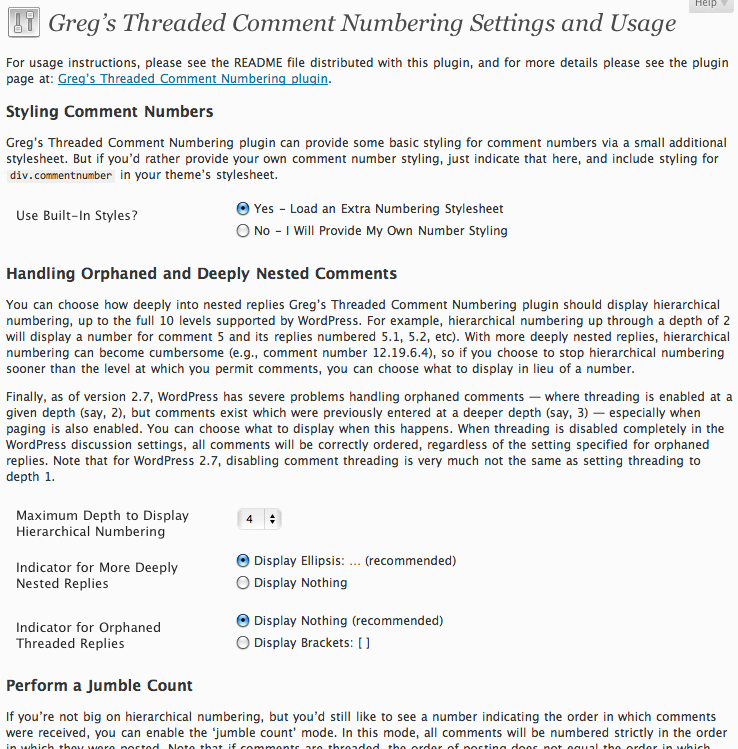 Help
Greg’s Threaded Comment Numbering Settings and Usage
For usage instructions, please see the README file distributed with this plugin, and for more details please see the plugin
page at: Greg’s Threaded Comment Numbering plugin.
Styling Comment Numbers
Greg’s Threaded Comment Numbering plugin can provide some basic styling for comment numbers via a small additional
stylesheet. But if you’d rather provide your own comment number styling, just indicate that here, and include styling for
div.commentnumber in your theme’s stylesheet.
Use Built-In Styles?
Yes – Load an Extra Numbering Stylesheet
No – I Will Provide My Own Number Styling
Handling Orphaned and Deeply Nested Comments
You can choose how deeply into nested replies Greg’s Threaded Comment Numbering plugin should display hierarchical
numbering, up to the full 10 levels supported by WordPress. For example, hierarchical numbering up through a depth of 2
will display a number for comment 5 and its replies numbered 5.1, 5.2, etc). With more deeply nested replies, hierarchical
numbering can become cumbersome (e.g., comment number 12.19.6.4), so if you choose to stop hierarchical numbering
sooner than the level at which you permit comments, you can choose what to display in lieu of a number.
Finally, as of version 2.7, WordPress has severe problems handling orphaned comments — where threading is enabled at a
given depth (say, 2), but comments exist which were previously entered at a deeper depth (say, 3) — especially when
paging is also enabled. You can choose what to display when this happens. When threading is disabled completely in the
WordPress discussion settings, all comments will be correctly ordered, regardless of the setting specified for orphaned
replies. Note that for WordPress 2.7, disabling comment threading is very much not the same as setting threading to
depth 1.
Maximum Depth to Display
Hierarchical Numbering
4
Indicator for More Deeply
Nested Replies
Display Ellipsis: … (recommended)
Display Nothing
Indicator for Orphaned
Threaded Replies
Display Nothing (recommended)
Display Brackets: [ ]
Perform a Jumble Count
If you’re not big on hierarchical numbering, but you’d still like to see a number indicating the order in which comments
were received, you can enable the ‘jumble count’ mode. In this mode, all comments will be numbered strictly in the order
in which they were posted. Note that if comments are threaded, the order of posting does not equal the order in which